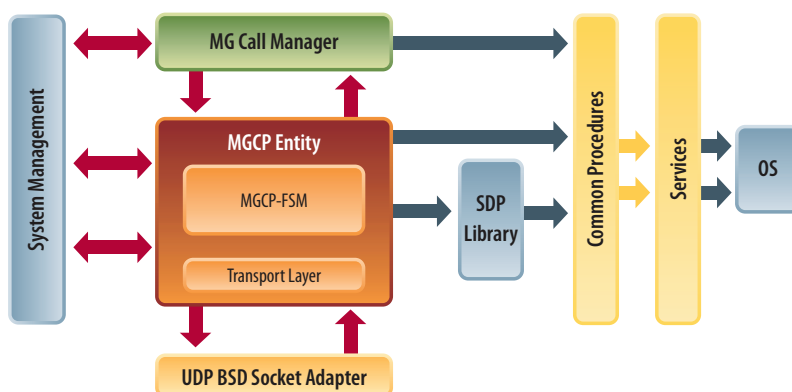 System Management
MG Call Manager
MGCP Entity
MGCP-FSM
Transport Layer
UDP BSD Socket Adapter
SDP
Library
Common Procedures
Services
OS